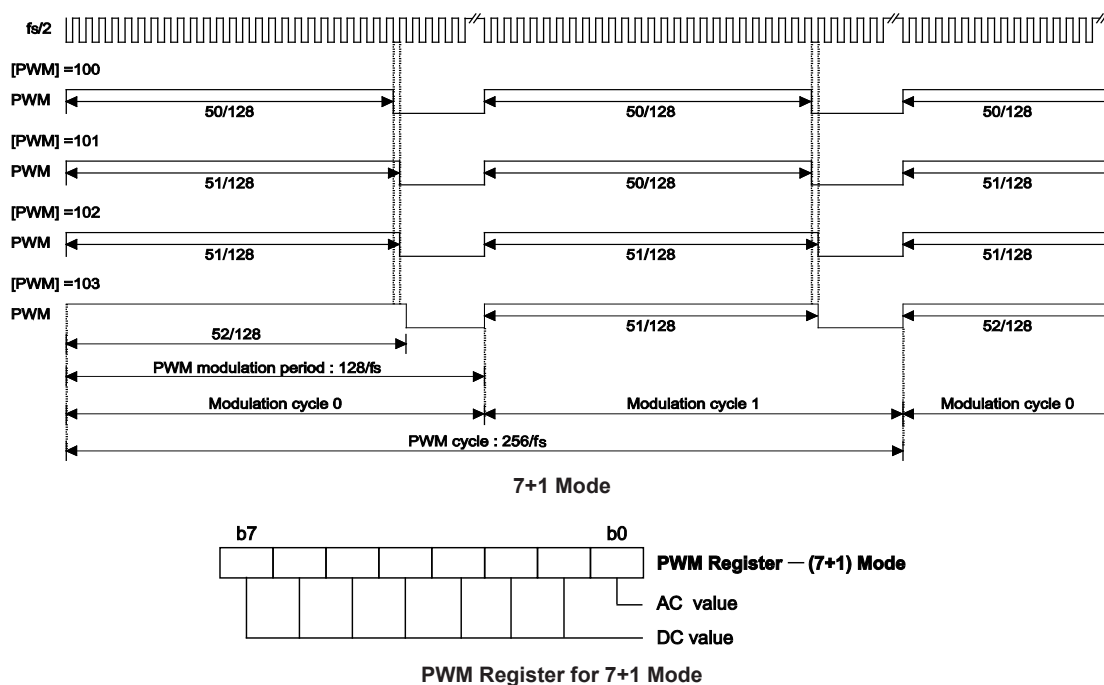 fs/2
[PWM] =100
PWM
50/128 50/128 50/128
[PWM] =101
PWM
51/128 50/128 51/128
[PWM] =102
PWM
51/128 51/128 51/128
[PWM] =103
PWM
52/128 51/128 52/128
PWM modulation period : 128/fs
Modulation cycle 0 Modulation cycle 1 Modulation cycle 0
PWM cycle : 256/fs
7+1 Mode
b7 b0
PWM Register — (7+1) Mode
AC value
DC value
PWM Register for 7+1 Mode